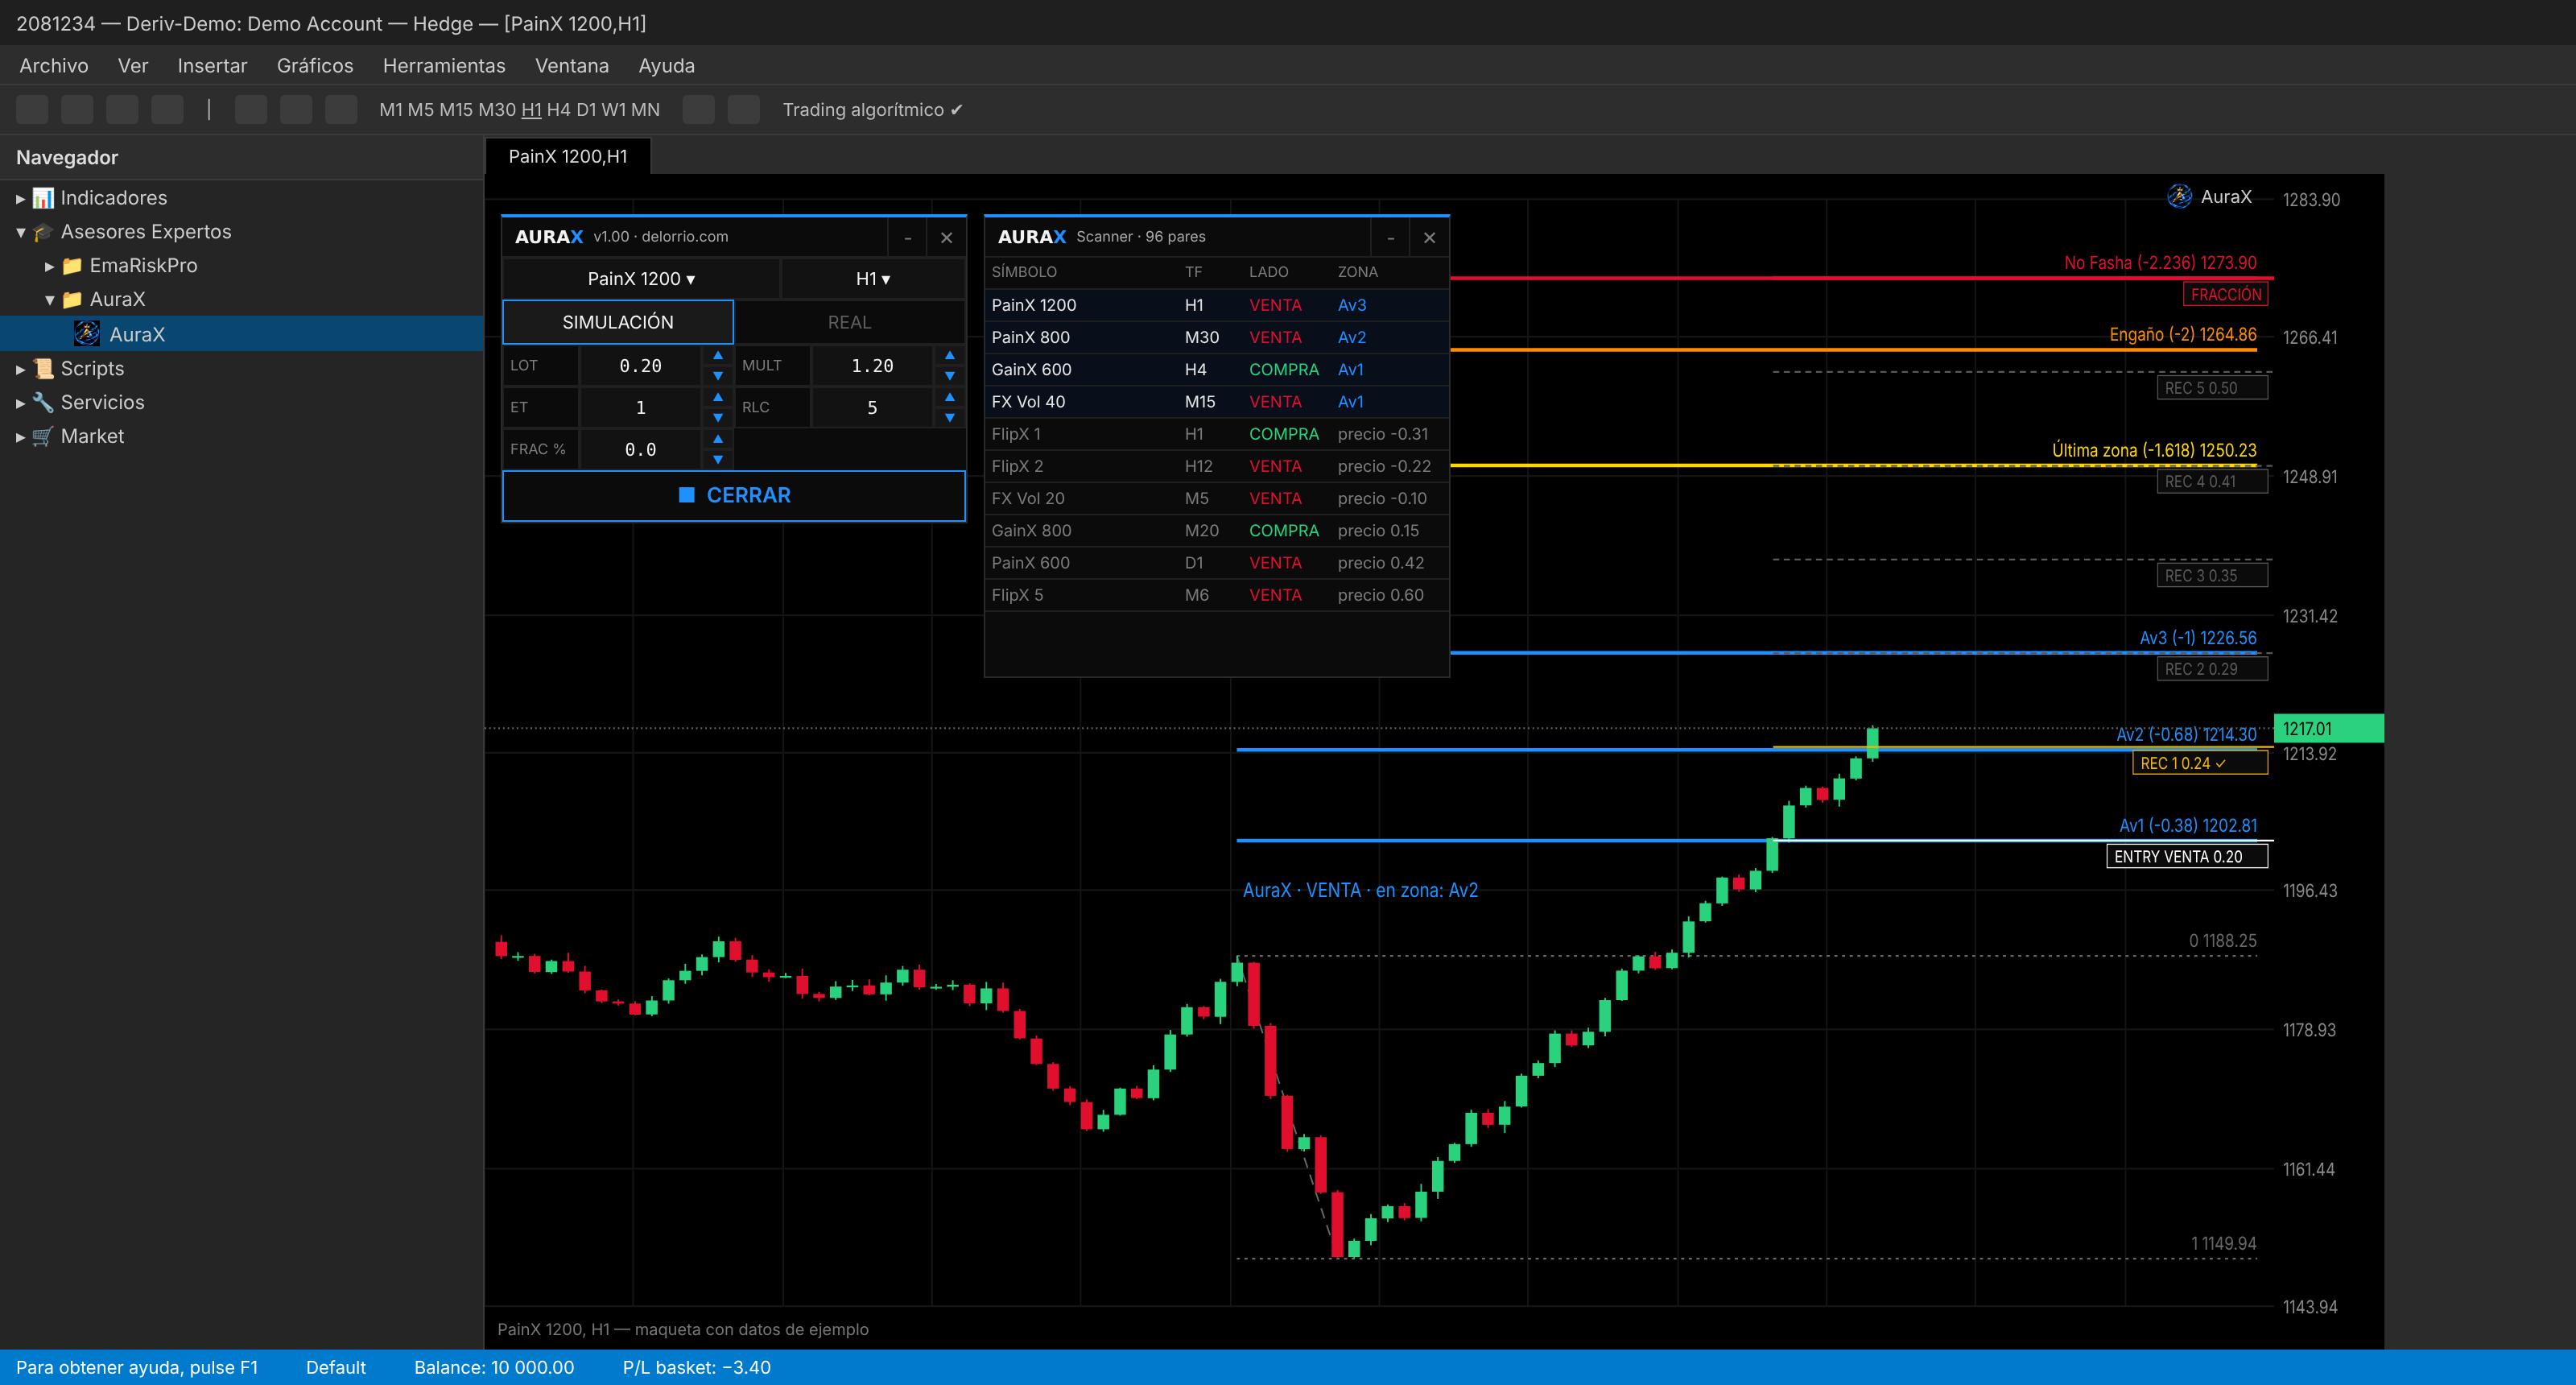 2081234 — Deriv-Demo: Demo Account — Hedge — [PainX 1200,H1]
Archivo Ver Insertar Gráficos Herramientas Ventana Ayuda
| M1 M5 M15 M30 H1 H4 D1 W1 MN Trading algorítmico ✔
Navegador
▸ 📊 Indicadores
▾ 🎓 Asesores Expertos
▸ 📁 EmaRiskPro
▾ 📁 AuraX
AuraX
▸ 📜 Scripts
▸ 🔧 Servicios
▸ 🛒 Market
PainX 1200,H1
AURAX v1.00 · delorrio.com - ✕
PainX 1200 ▾ H1 ▾
SIMULACIÓN REAL
LOT 0.20 ▲ ▼ MULT 1.20 ▲ ▼
ET 1 ▲ ▼ RLC 5 ▲ ▼
FRAC % 0.0 ▲ ▼
■ CERRAR
AURAX Scanner · 96 pares - ✕
SÍMBOLO TF LADO ZONA
PainX 1200 H1 VENTA Av3
PainX 800 M30 VENTA Av2
GainX 600 H4 COMPRA Av1
FX Vol 40 M15 VENTA Av1
FlipX 1 H1 COMPRA precio -0.31
FlipX 2 H12 VENTA precio -0.22
FX Vol 20 M5 VENTA precio -0.10
GainX 800 M20 COMPRA precio 0.15
PainX 600 D1 VENTA precio 0.42
FlipX 5 M6 VENTA precio 0.60
AuraX
1283.90
No Fasha (-2.236) 1273.90
FRACCIÓN
Engaño (-2) 1264.86
1266.41
REC 5 0.50
Última zona (-1.618) 1250.23
REC 4 0.41
1248.91
REC 3 0.35
1231.42
Av3 (-1) 1226.56
REC 2 0.29
1217.01
Av2 (-0.68) 1214.30
1213.92
REC 1 0.24 ✓
Av1 (-0.38) 1202.81
ENTRY VENTA 0.20
AuraX · VENTA · en zona: Av2
1196.43
0 1188.25
1178.93
1161.44
1 1149.94
1143.94
PainX 1200, H1 — maqueta con datos de ejemplo
Para obtener ayuda, pulse F1 Default Balance: 10 000.00 P/L basket: −3.40